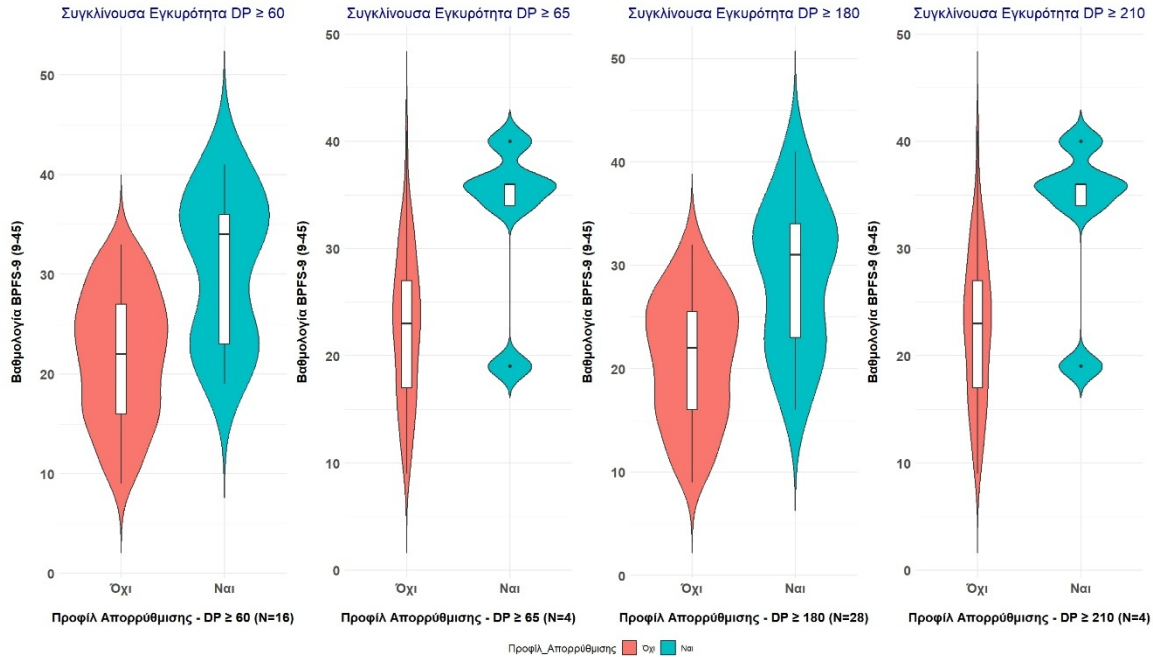 Συγκλίνουσα Εγκυρότητα DP ≥ 60
Συγκλίνουσα Εγκυρότητα DP ≥ 65
Συγκλίνουσα Εγκυρότητα DP ≥ 180
Συγκλίνουσα Εγκυρότητα DP ≥ 210
Βαθμολογία BPFS-9 (9-45)
50
40
30
20
10
0
Όχι
Ναι
Προφίλ Απορρύθμισης - DP ≥ 60 (N=16)
Βαθμολογία BPFS-9 (9-45)
50
40
30
20
10
0
Όχι
Ναι
Προφίλ Απορρύθμισης - DP ≥ 65 (N=4)
Βαθμολογία BPFS-9 (9-45)
50
40
30
20
10
0
Όχι
Ναι
Προφίλ Απορρύθμισης - DP ≥ 180 (N=28)
Βαθμολογία BPFS-9 (9-45)
50
40
30
20
10
0
Όχι
Ναι
Προφίλ Απορρύθμισης - DP ≥ 210 (N=4)
Προφίλ_Απορρύθμισης Όχι Ναι